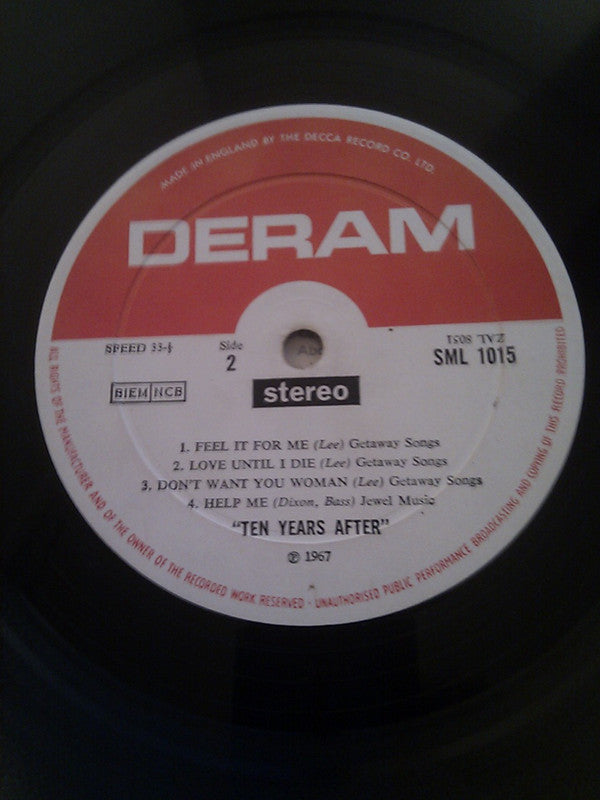 MADE IN ENGLAND BY THE DECCA RECORD CO. LTD.
DERAM
SPEED 33⅓
Side
2
ZAL 8051
SML 1015
BIEM NCB
stereo
1. FEEL IT FOR ME (Lee) Getaway Songs
2. LOVE UNTIL I DIE (Lee) Getaway Songs
3. DON'T WANT YOU WOMAN (Lee) Getaway Songs
4. HELP ME (Dixon, Bass) Jewel Music
"TEN YEARS AFTER"
℗ 1967
ALL RIGHTS OF THE MANUFACTURER AND OF THE OWNER OF THE RECORDED WORK RESERVED · UNAUTHORISED PUBLIC PERFORMANCE BROADCASTING AND COPYING OF THIS RECORD PROHIBITED